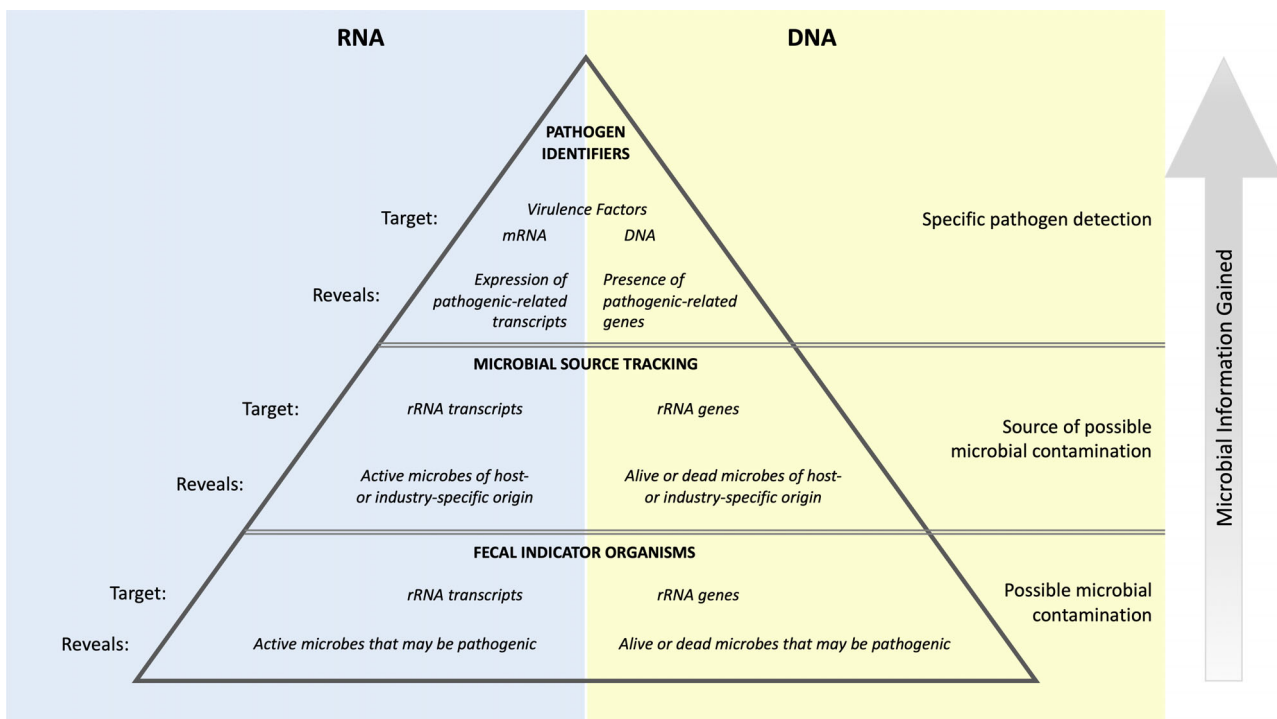 RNA
DNA
PATHOGEN
IDENTIFIERS
Target:
Virulence Factors
mRNA
DNA
Specific pathogen detection
Reveals:
Expression of
pathogenic-related
transcripts
Presence of
pathogenic-related
genes
MICROBIAL SOURCE TRACKING
Target:
rRNA transcripts
rRNA genes
Source of possible
microbial contamination
Reveals:
Active microbes of host-
or industry-specific origin
Alive or dead microbes of host-
or industry-specific origin
FECAL INDICATOR ORGANISMS
Target:
rRNA transcripts
rRNA genes
Possible microbial
contamination
Reveals:
Active microbes that may be pathogenic
Alive or dead microbes that may be pathogenic
Microbial Information Gained